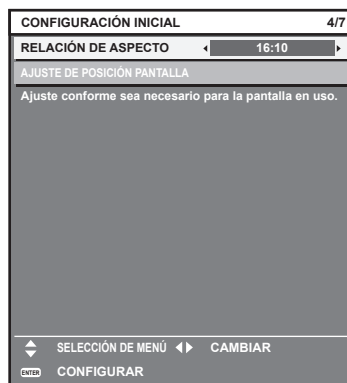 CONFIGURACIÓN INICIAL 4/7
RELACIÓN DE ASPECTO 16:10
AJUSTE DE POSICIÓN PANTALLA
Ajuste conforme sea necesario para la pantalla en uso.
SELECCIÓN DE MENÚ CAMBIAR
ENTER CONFIGURAR